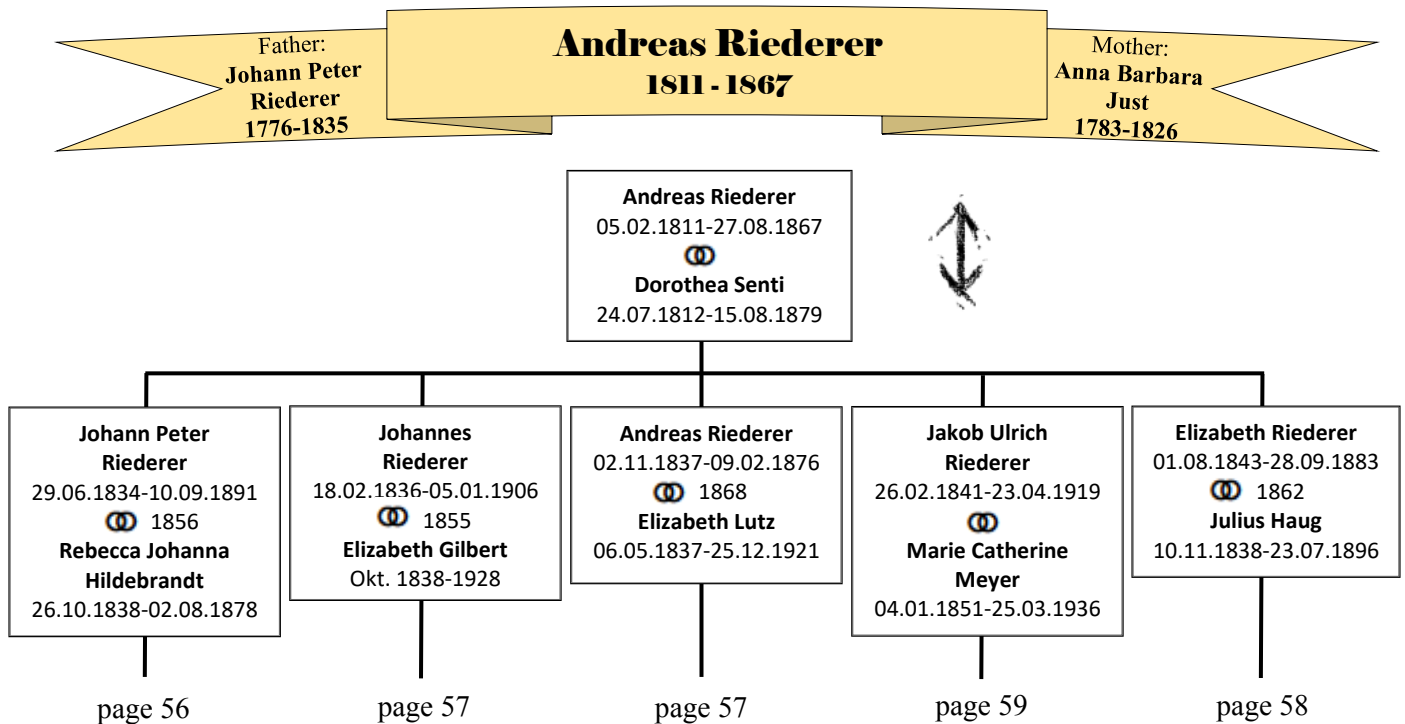 Father:
Johann Peter
Riederer
1776-1835
Andreas Riederer
1811 - 1867
Mother:
Anna Barbara
Just
1783-1826
Andreas Riederer
05.02.1811-27.08.1867
Dorothea Senti
24.07.1812-15.08.1879
Johann Peter
Riederer
29.06.1834-10.09.1891
1856
Rebecca Johanna
Hildebrandt
26.10.1838-02.08.1878
Johannes
Riederer
18.02.1836-05.01.1906
1855
Elizabeth Gilbert
Okt. 1838-1928
Andreas Riederer
02.11.1837-09.02.1876
1868
Elizabeth Lutz
06.05.1837-25.12.1921
Jakob Ulrich
Riederer
26.02.1841-23.04.1919
Marie Catherine
Meyer
04.01.1851-25.03.1936
Elizabeth Riederer
01.08.1843-28.09.1883
1862
Julius Haug
10.11.1838-23.07.1896
page 56
page 57
page 57
page 59
page 58